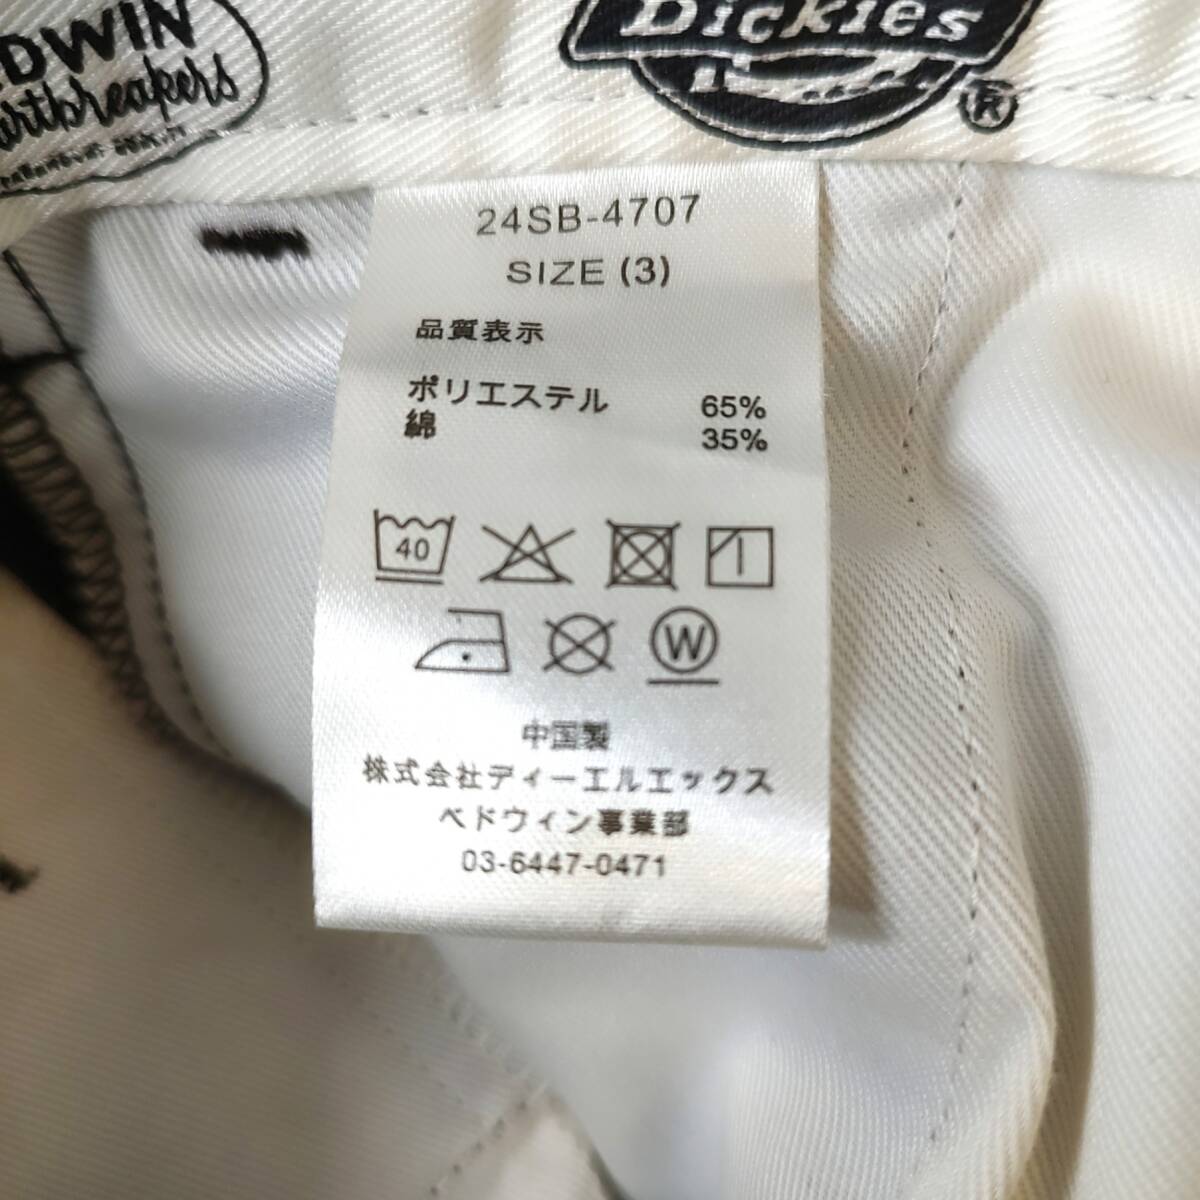 DWIN
artbreakers
Dickies
®
24SB-4707
SIZE (3)
品質表示
ポリエステル 65%
綿 35%
40
W
中国製
株式会社ディーエルエックス
ベドウィン事業部
03-6447-0471